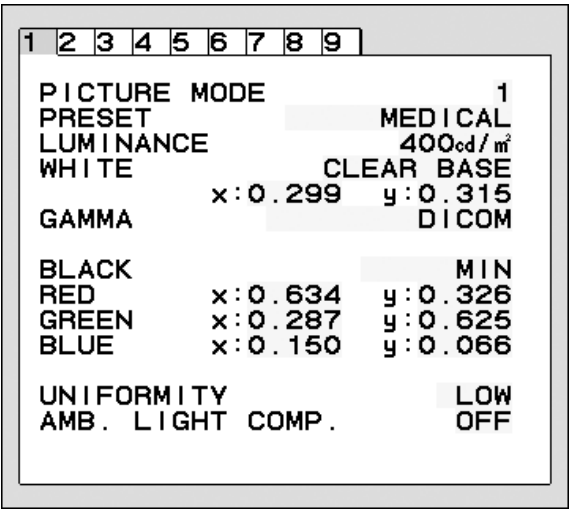 1 2 3 4 5 6 7 8 9
PICTURE MODE 1
PRESET MEDICAL
LUMINANCE 400cd/㎡
WHITE CLEAR BASE
x:0.299 y:0.315
GAMMA DICOM
BLACK MIN
RED x:0.634 y:0.326
GREEN x:0.287 y:0.625
BLUE x:0.150 y:0.066
UNIFORMITY LOW
AMB. LIGHT COMP. OFF